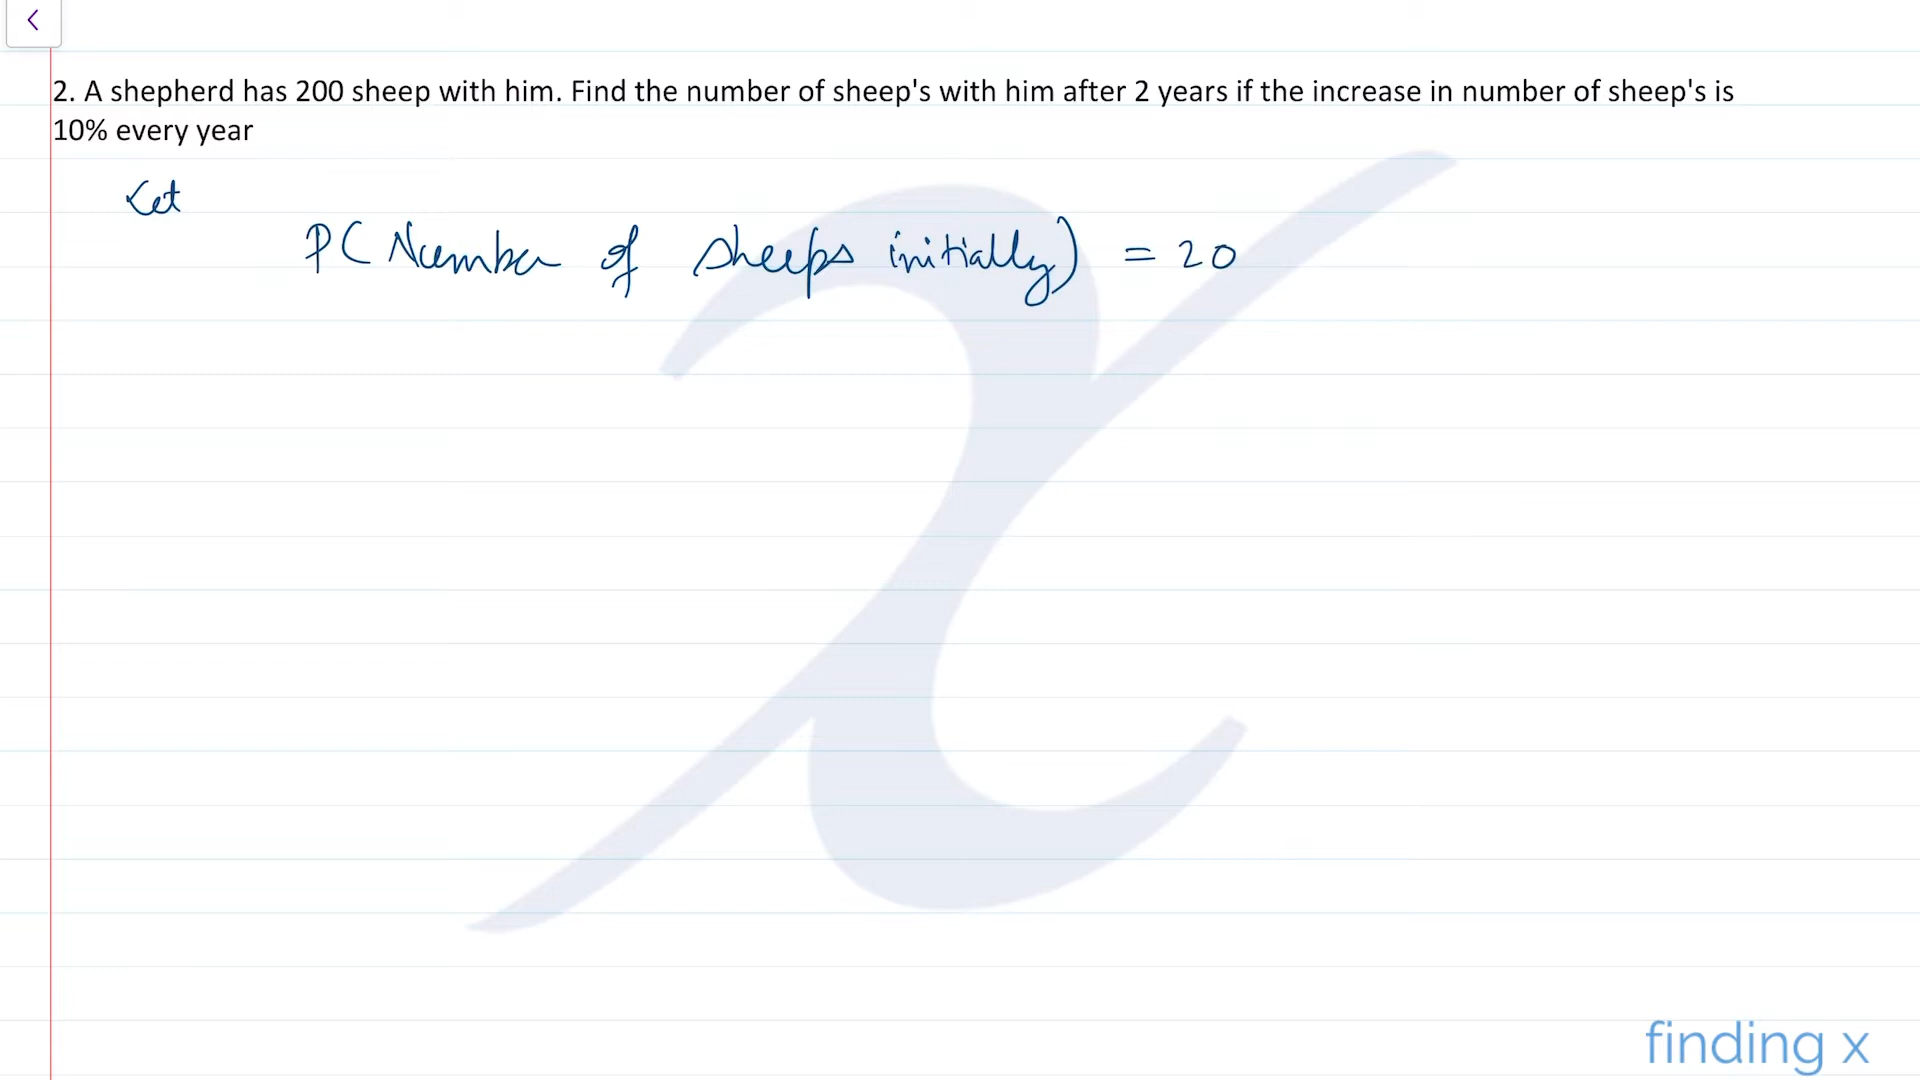 2. A shepherd has 200 sheep with him. Find the number of sheep's with him after 2 years if the increase in number of sheep's is
10% every year
Let
P( Number of sheeps initially) = 20
finding x